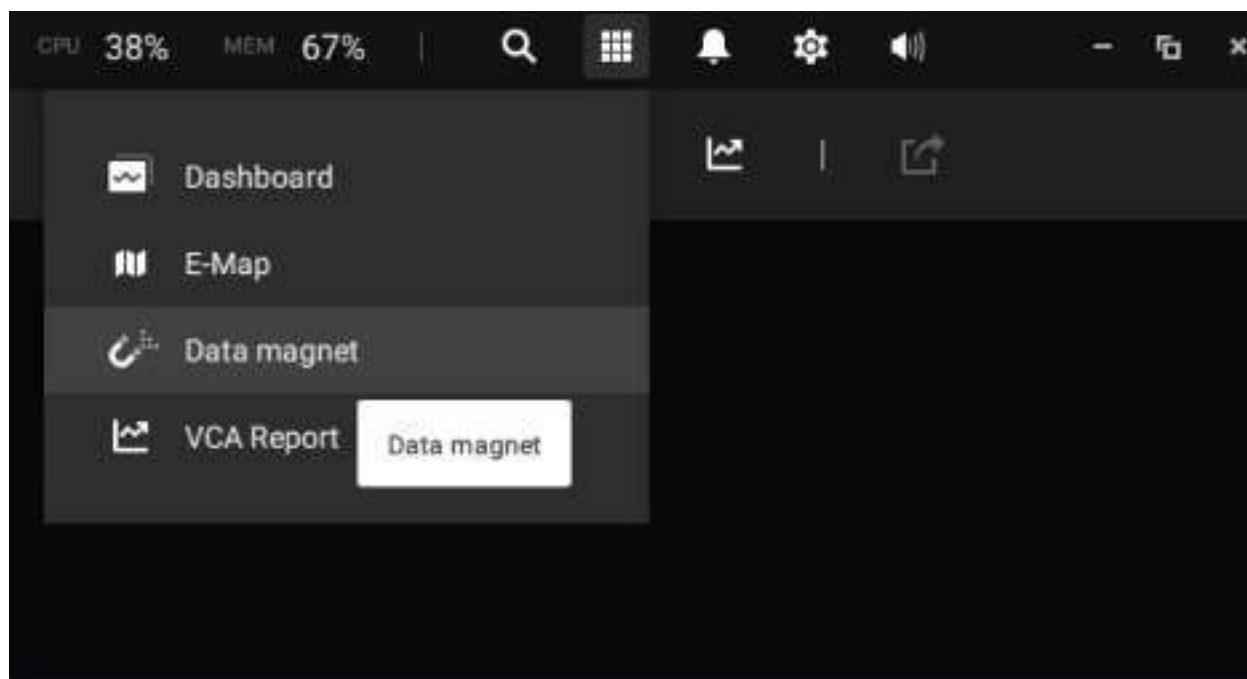 CPU 38% MEM 67%
Dashboard
E-Map
Data magnet
VCA Report
Data magnet